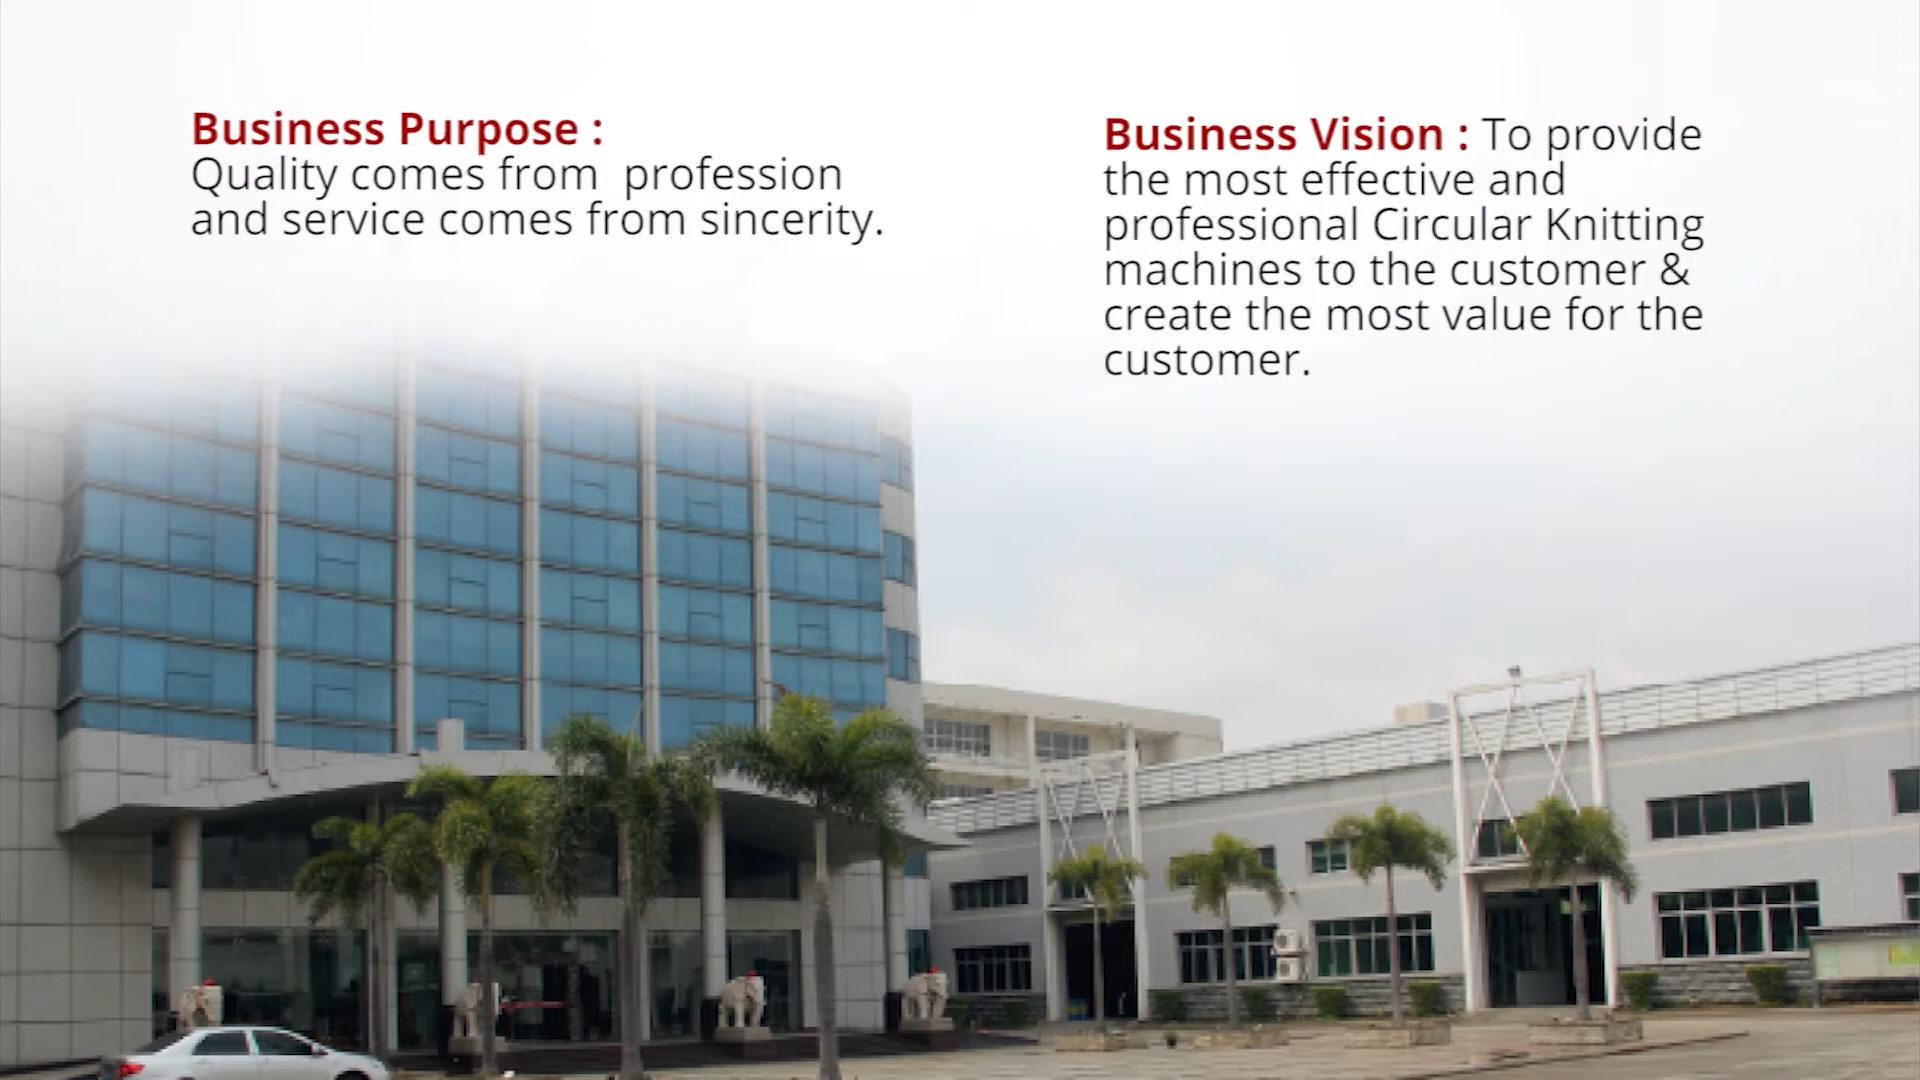 Business Purpose :
Quality comes from  profession
and service comes from sincerity.
Business Vision : To provide
the most effective and
professional Circular Knitting
machines to the customer &
create the most value for the
customer.